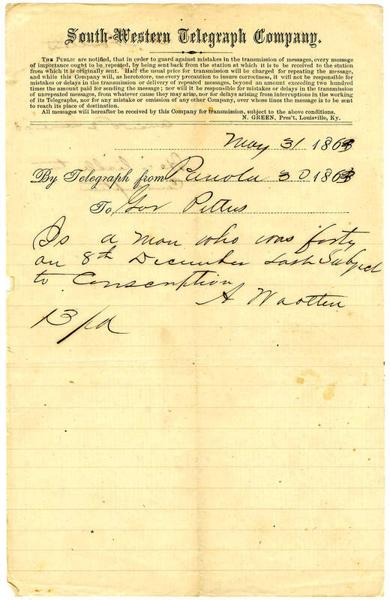 South-Western Telegraph Company.
THE PUBLIC are notified, that in order to guard against mistakes in the transmission of messages, every message
of importance ought to be repeated, by being sent back from the station at which it is to be received to the station
from which it is originally sent. Half the usual price for transmission will be charged for repeating the message,
and while this Company will, as heretofore, use every precaution to insure correctness, it will not be responsible for
mistakes or delays in the transmission or delivery of repeated messages, beyond an amount exceeding two hundred
times the amount paid for sending the message; nor will it be responsible for mistakes or delays in the transmission
of unrepeated messages, from whatever cause they may arise, nor for delays arising from interruptions in the working
of its Telegraphs, nor for any mistake or omission of any other Company, over whose lines the message is to be sent
to reach its place of destination.
All messages will hereafter be received by this Company for transmission, subject to the above conditions.
N. GREEN, Pres't, Louisville, Ky.
May 31 1863
By Telegraph from Panola 30 1863
To Gov Pettus
Is a man who was forty
on 8th December last Subject
to Conscription
A Wootten
13/pd